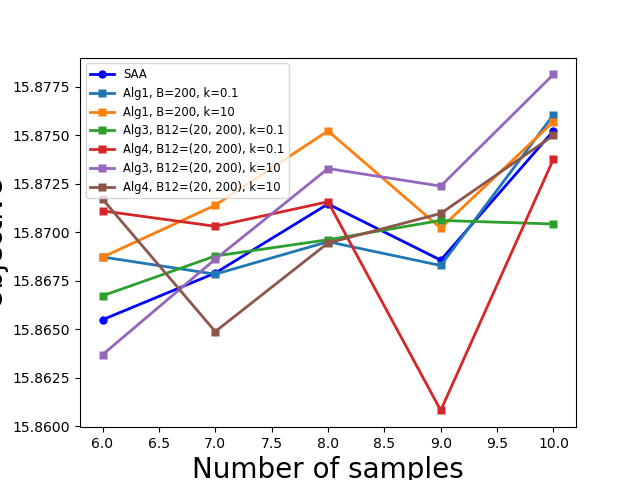 SAA
Alg1, B=200, k=0.1
Alg1, B=200, k=10
Alg3, B12=(20, 200), k=0.1
Alg4, B12=(20, 200), k=0.1
Alg3, B12=(20, 200), k=10
Alg4, B12=(20, 200), k=10
15.8775
15.8750
15.8725
15.8700
15.8675
15.8650
15.8625
15.8600
6.0 6.5 7.0 7.5 8.0 8.5 9.0 9.5 10.0
Number of samples